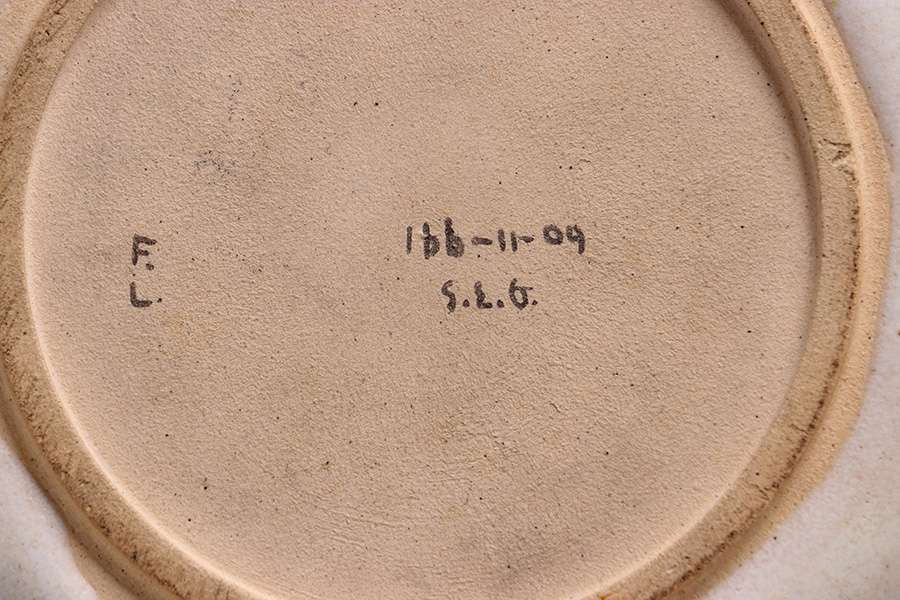 F.
L.
166-11-09
S.E.G.